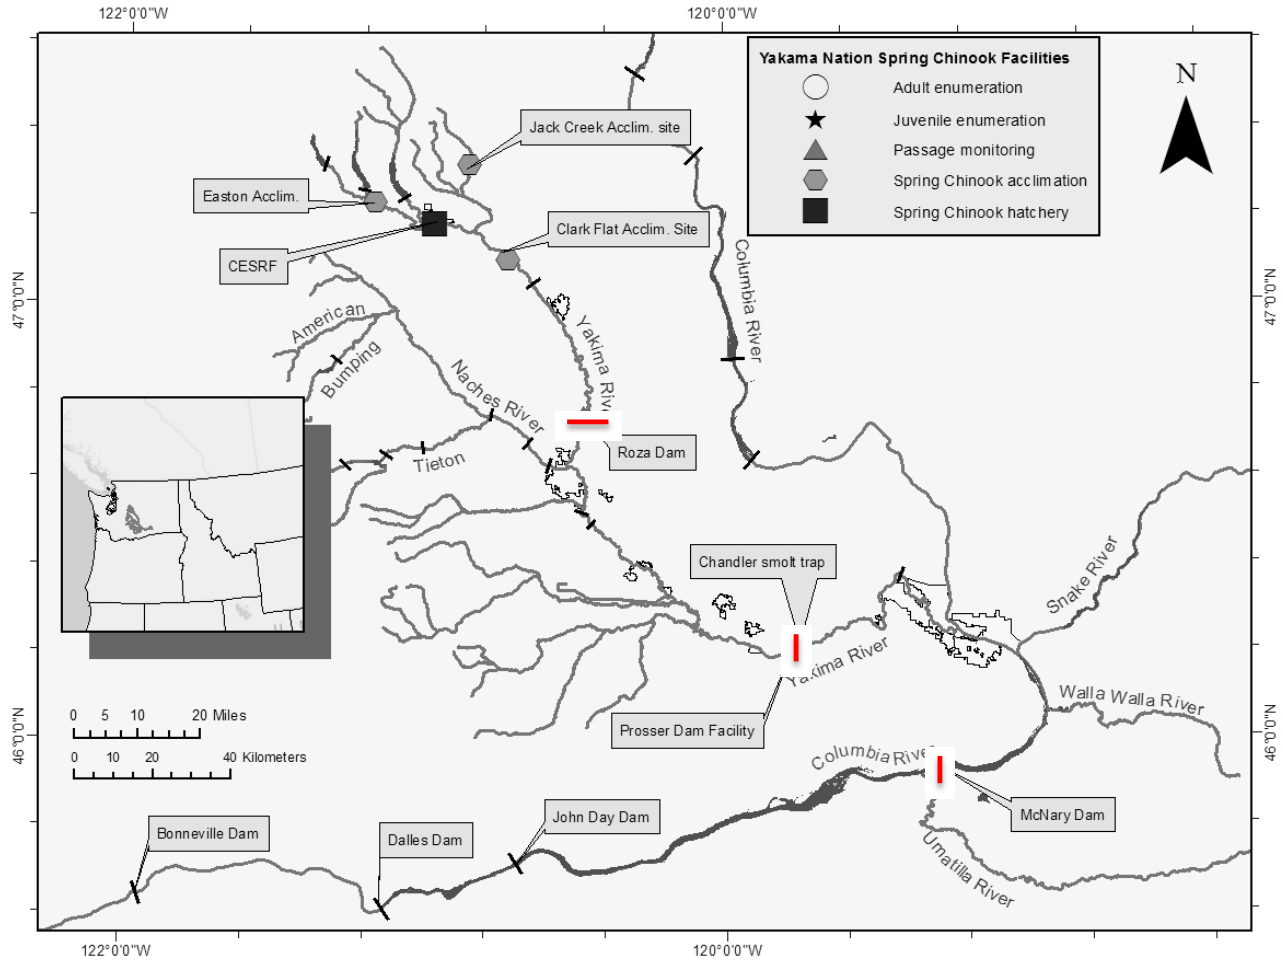 122°0'0"W
120°0'0"W
Yakama Nation Spring Chinook Facilities
Adult enumeration
Juvenile enumeration
Passage monitoring
Spring Chinook acclimation
Spring Chinook hatchery
N
Jack Creek Acclim. site
Easton Acclim.
Clark Flat Acclim. Site
CESRF
47°0'0"N
47°0'0"N
Columbia River
American
Bumping
Yakima Rive
Naches River
Tieton
Roza Dam
Chandler smolt trap
Snake River
Yakima River
Walla Walla River
Prosser Dam Facility
0 5 10 20 Miles
0 10 20 40 Kilometers
46°0'0"N
46°0'0"N
Columbia River
McNary Dam
John Day Dam
Bonneville Dam
Dalles Dam
Umatilla River
122°0'0"W
120°0'0"W